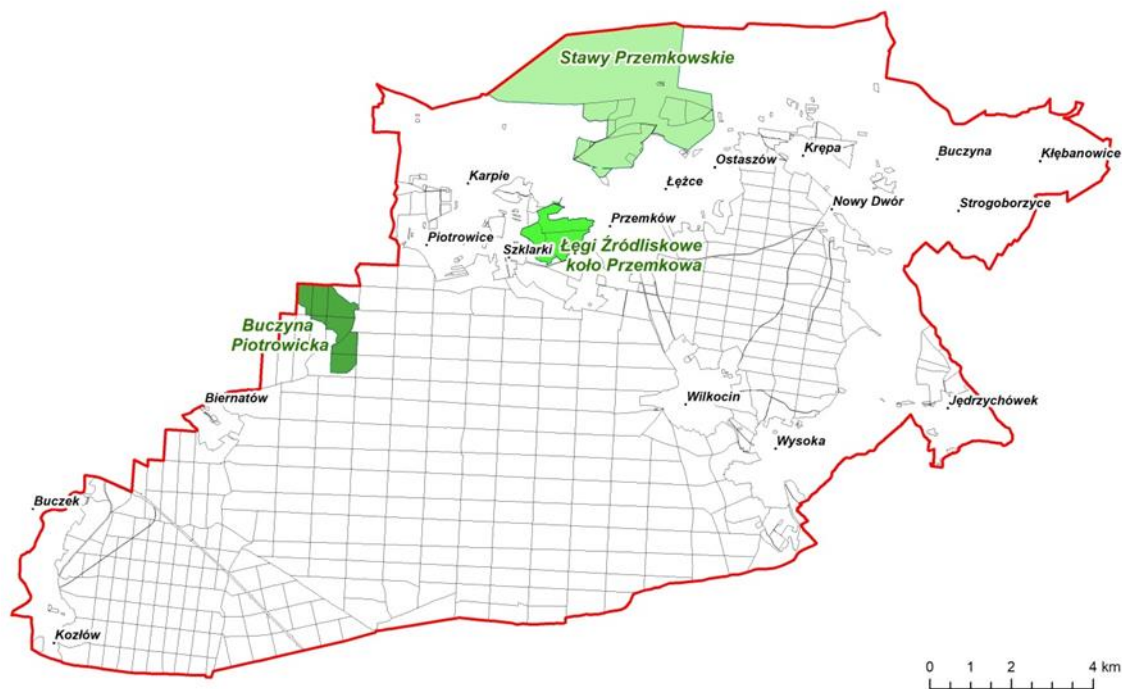 Stawy Przemkowskie
Krępa
Buczyna
Kłębanowice
Ostaszów
Karpie
Łężce
Nowy Dwór
Strogoborzyce
Przemków
Piotrowice
Szklarki
Łęgi Źródliskowe
koło Przemkowa
Buczyna
Piotrowicka
Biernatów
Wilkocin
Jędrzychówek
Wysoka
Buczek
Kozłów
0 1 2 4 km